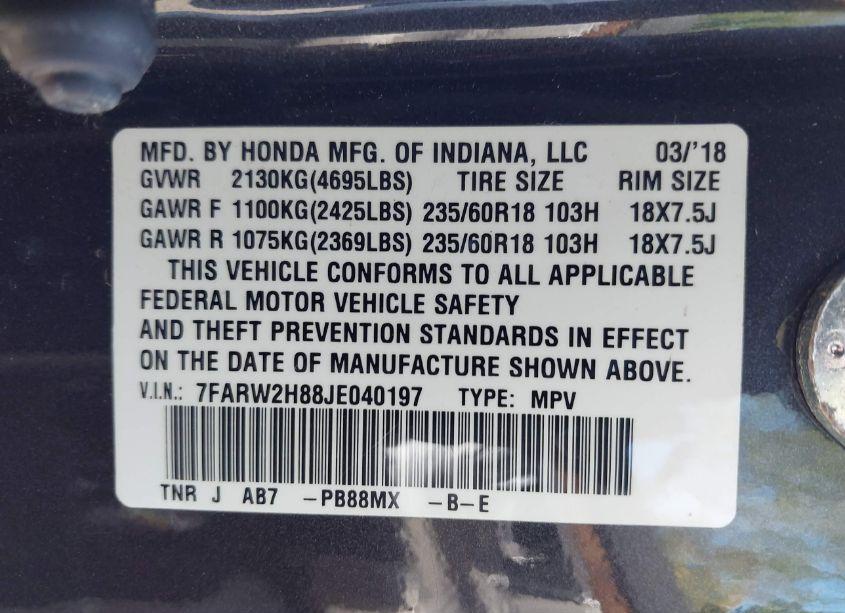 MFD. BY HONDA MFG. OF INDIANA, LLC 03/'18
GVWR 2130KG(4695LBS) TIRE SIZE RIM SIZE
GAWR F 1100KG(2425LBS) 235/60R18 103H 18X7.5J
GAWR R 1075KG(2369LBS) 235/60R18 103H 18X7.5J
THIS VEHICLE CONFORMS TO ALL APPLICABLE
FEDERAL MOTOR VEHICLE SAFETY
AND THEFT PREVENTION STANDARDS IN EFFECT
ON THE DATE OF MANUFACTURE SHOWN ABOVE.
V.I.N.: 7FARW2H88JE040197 TYPE: MPV
TNR J AB7 -PB88MX -B-E